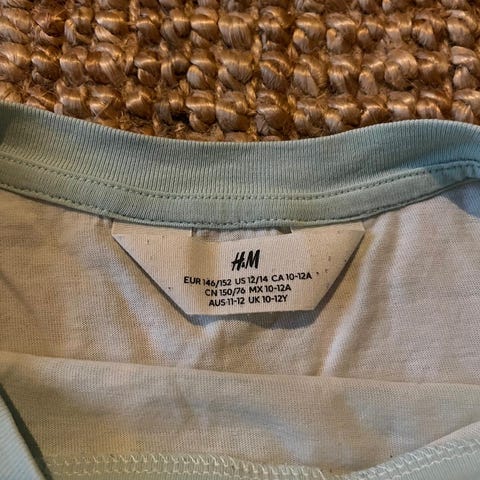 H&M
EUR 146/152 US 12/14 CA 10-12A
CN 150/76 MX 10-12A
AUS 11-12 UK 10-12Y